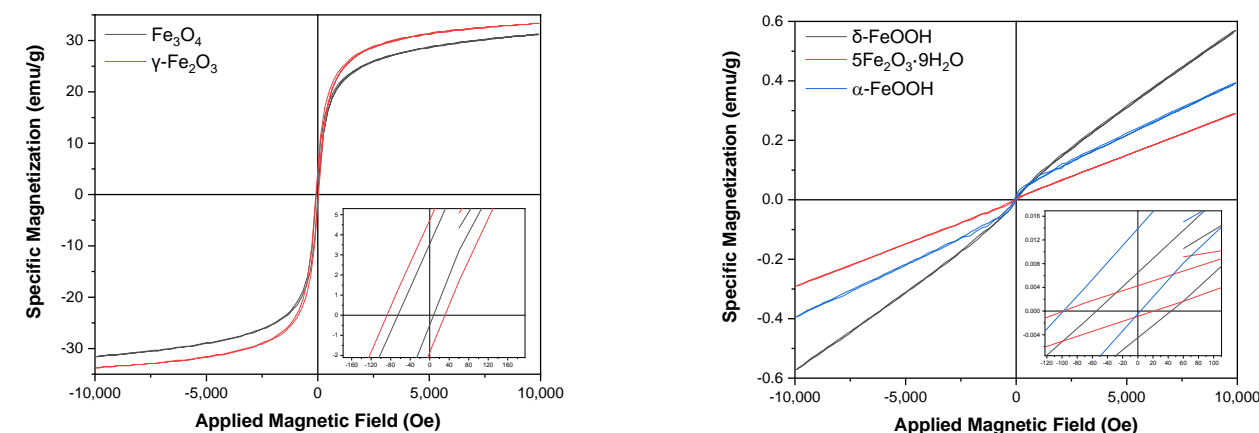 Specific Magnetization (emu/g)
30
20
10
0
-10
-20
-30
Fe₃O₄
γ-Fe₂O₃
5
4
3
2
1
0
-1
-2
-160 -120 -80 -40 0 40 80 120 160
-10,000 -5,000 0 5,000 10,000
Applied Magnetic Field (Oe)
Specific Magnetization (emu/g)
0.6
0.4
0.2
0.0
-0.2
-0.4
-0.6
δ-FeOOH
5Fe₂O₃·9H₂O
α-FeOOH
0.016
0.012
0.008
0.004
0.000
-0.004
-120 -100 -80 -60 -40 -20 0 20 40 60 80 100
-10,000 -5,000 0 5,000 10,000
Applied Magnetic Field (Oe)